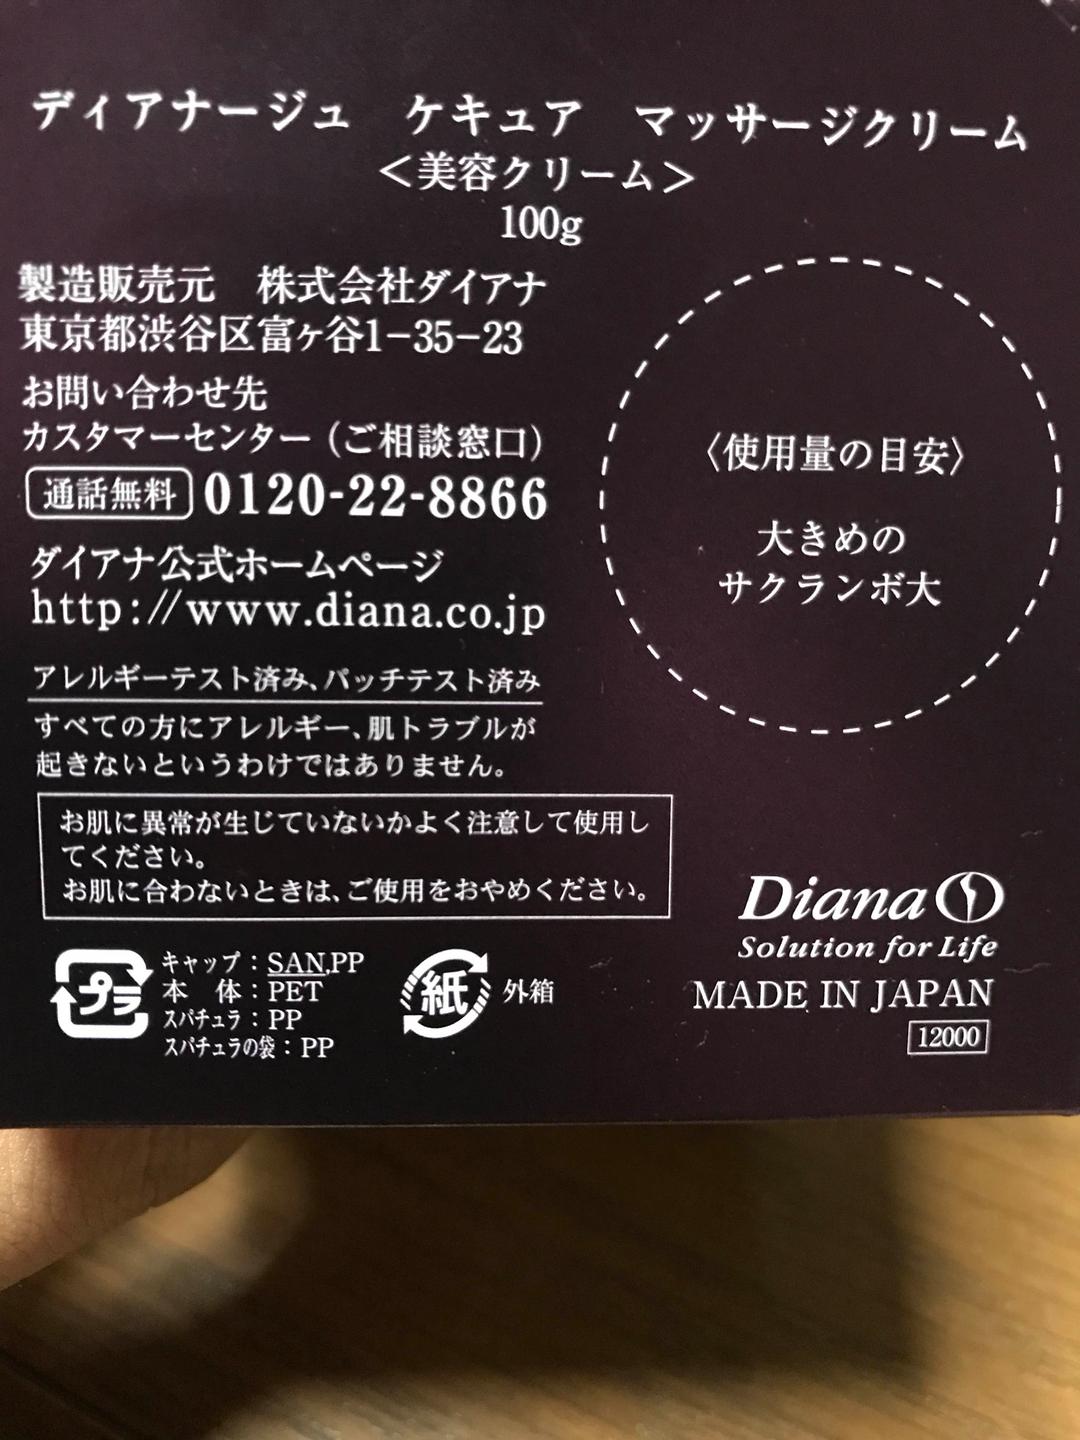 ディアナージュ　ケキュア　マッサージクリーム
＜美容クリーム＞
100g
製造販売元　株式会社ダイアナ
東京都渋谷区富ヶ谷1−35−23
お問い合わせ先
カスタマーセンター（ご相談窓口）
通話無料 0120-22-8866
ダイアナ公式ホームページ
http://www.diana.co.jp
アレルギーテスト済み、パッチテスト済み
すべての方にアレルギー、肌トラブルが
起きないというわけではありません。
〈使用量の目安〉
大きめの
サクランボ大
お肌に異常が生じていないかよく注意して使用し
てください。
お肌に合わないときは、ご使用をおやめください。
プラ
キャップ：SAN,PP
本　体：PET
スパチュラ：PP
スパチュラの袋：PP
紙 外箱
Diana
Solution for Life
MADE IN JAPAN
12000